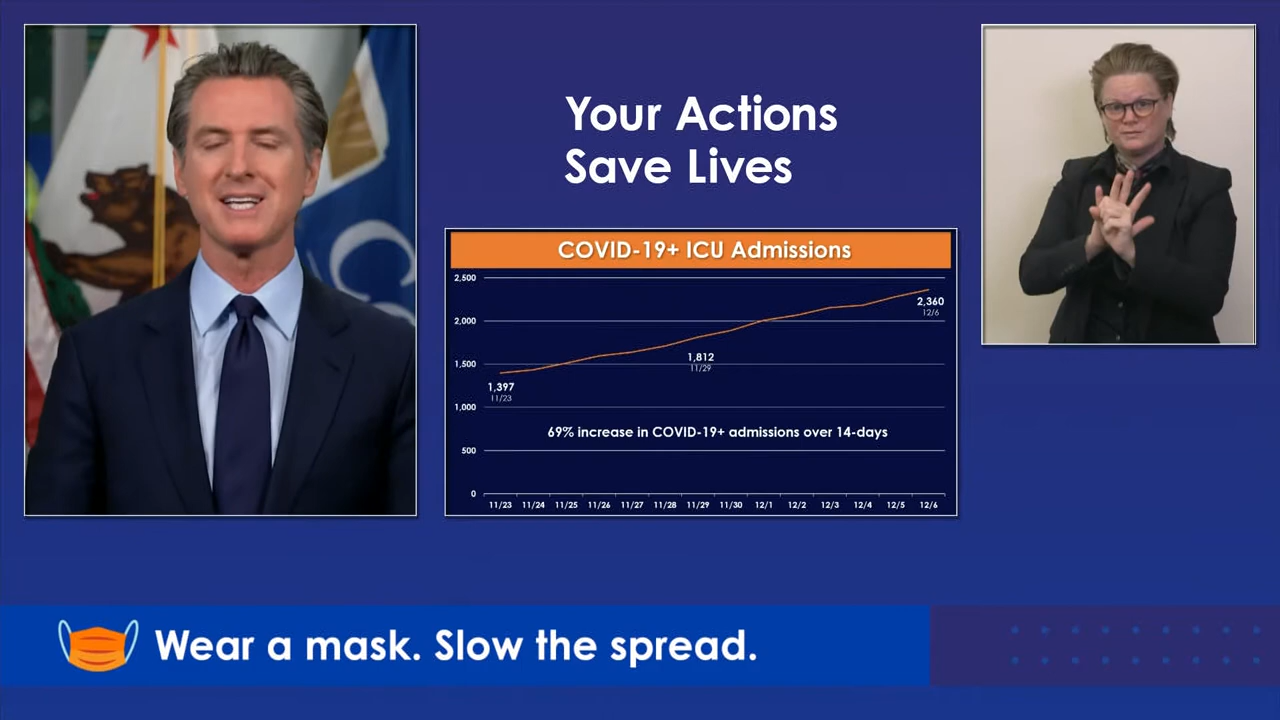 Your Actions
Save Lives
COVID-19+ ICU Admissions
2,500
2,000
1,500
1,000
500
0
1,397
11/23
1,812
11/29
2,360
12/6
69% increase in COVID-19+ admissions over 14-days
11/23 11/24 11/25 11/26 11/27 11/28 11/29 11/30 12/1 12/2 12/3 12/4 12/5 12/6
Wear a mask. Slow the spread.